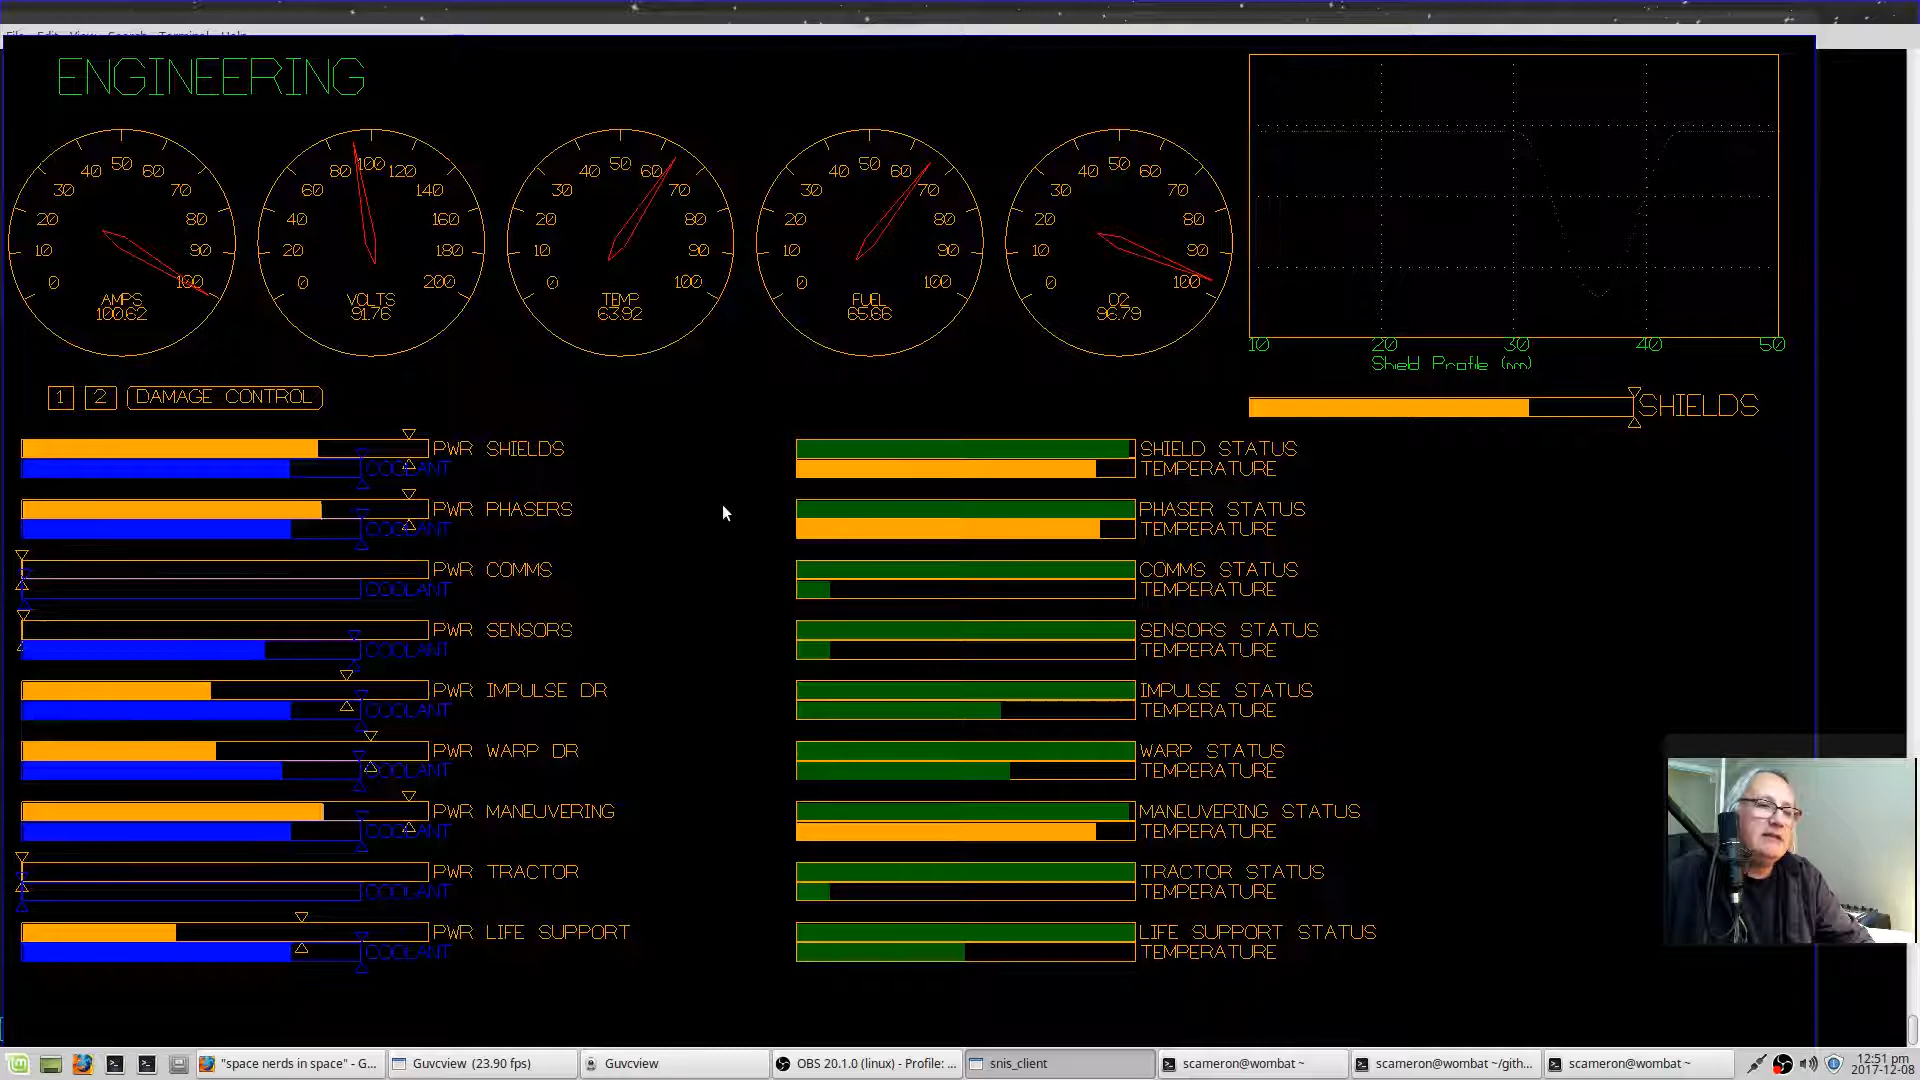 File Edit View Search Terminal Help
ENGINEERING
0 10 20 30 40 50 60 70 80 90 100
AMPS
100.62
0 20 40 60 80 100 120 140 160 180 200
VOLTS
91.76
0 10 20 30 40 50 60 70 80 90 100
TEMP
63.92
0 10 20 30 40 50 60 70 80 90 100
FUEL
65.66
0 10 20 30 40 50 60 70 80 90 100
O2
96.79
10 20 30 40 50
Shield Profile (nm)
1 2 DAMAGE CONTROL
SHIELDS
PWR SHIELDS SHIELD STATUS
COOLANT TEMPERATURE
PWR PHASERS PHASER STATUS
COOLANT TEMPERATURE
PWR COMMS COMMS STATUS
COOLANT TEMPERATURE
PWR SENSORS SENSORS STATUS
COOLANT TEMPERATURE
PWR IMPULSE DR IMPULSE STATUS
COOLANT TEMPERATURE
PWR WARP DR WARP STATUS
COOLANT TEMPERATURE
PWR MANEUVERING MANEUVERING STATUS
COOLANT TEMPERATURE
PWR TRACTOR TRACTOR STATUS
COOLANT TEMPERATURE
PWR LIFE SUPPORT LIFE SUPPORT STATUS
COOLANT TEMPERATURE
"space nerds in space" - G... Guvcview (23.90 fps) Guvcview OBS 20.1.0 (linux) - Profile: ... snis_client scameron@wombat ~ scameron@wombat ~/gith... scameron@wombat ~ 12:51 pm
2017-12-08